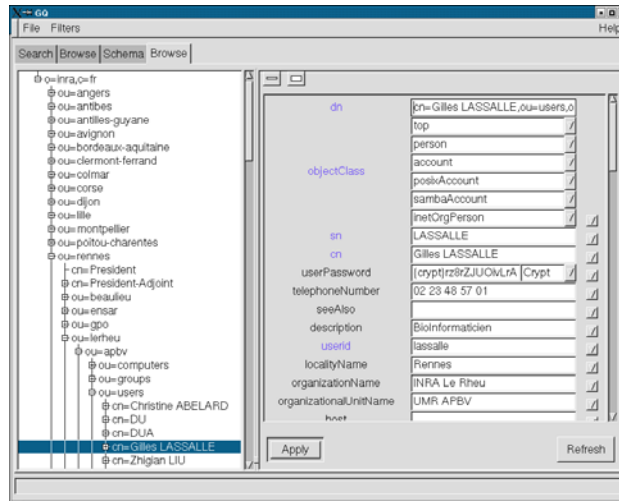 GQ
File Filters Help
Search Browse Schema Browse
o=inra,c=fr
ou=angers
ou=antibes
ou=antilles-guyane
ou=avignon
ou=bordeaux-aquitaine
ou=clermont-ferrand
ou=colmar
ou=corse
ou=dijon
ou=lille
ou=montpellier
ou=poitou-charentes
ou=rennes
cn=President
cn=President-Adjoint
ou=beaulieu
ou=ensar
ou=gpo
ou=lerheu
ou=apbv
ou=computers
ou=groups
ou=users
cn=Christine ABELARD
cn=DU
cn=DUA
cn=Gilles LASSALLE
cn=Zhigian LIU
dn cn=Gilles LASSALLE,ou=users,o
top
person
objectClass account
posixAccount
sambaAccount
inetOrgPerson
sn LASSALLE
cn Gilles LASSALLE
userPassword {crypt}rz8rZJUOivLrA Crypt
telephoneNumber 02 23 48 57 01
seeAlso
description BioInformaticien
userid lassalle
localityName Rennes
organizationName INRA Le Rheu
organizationalUnitName UMR APBV
host
Apply Refresh